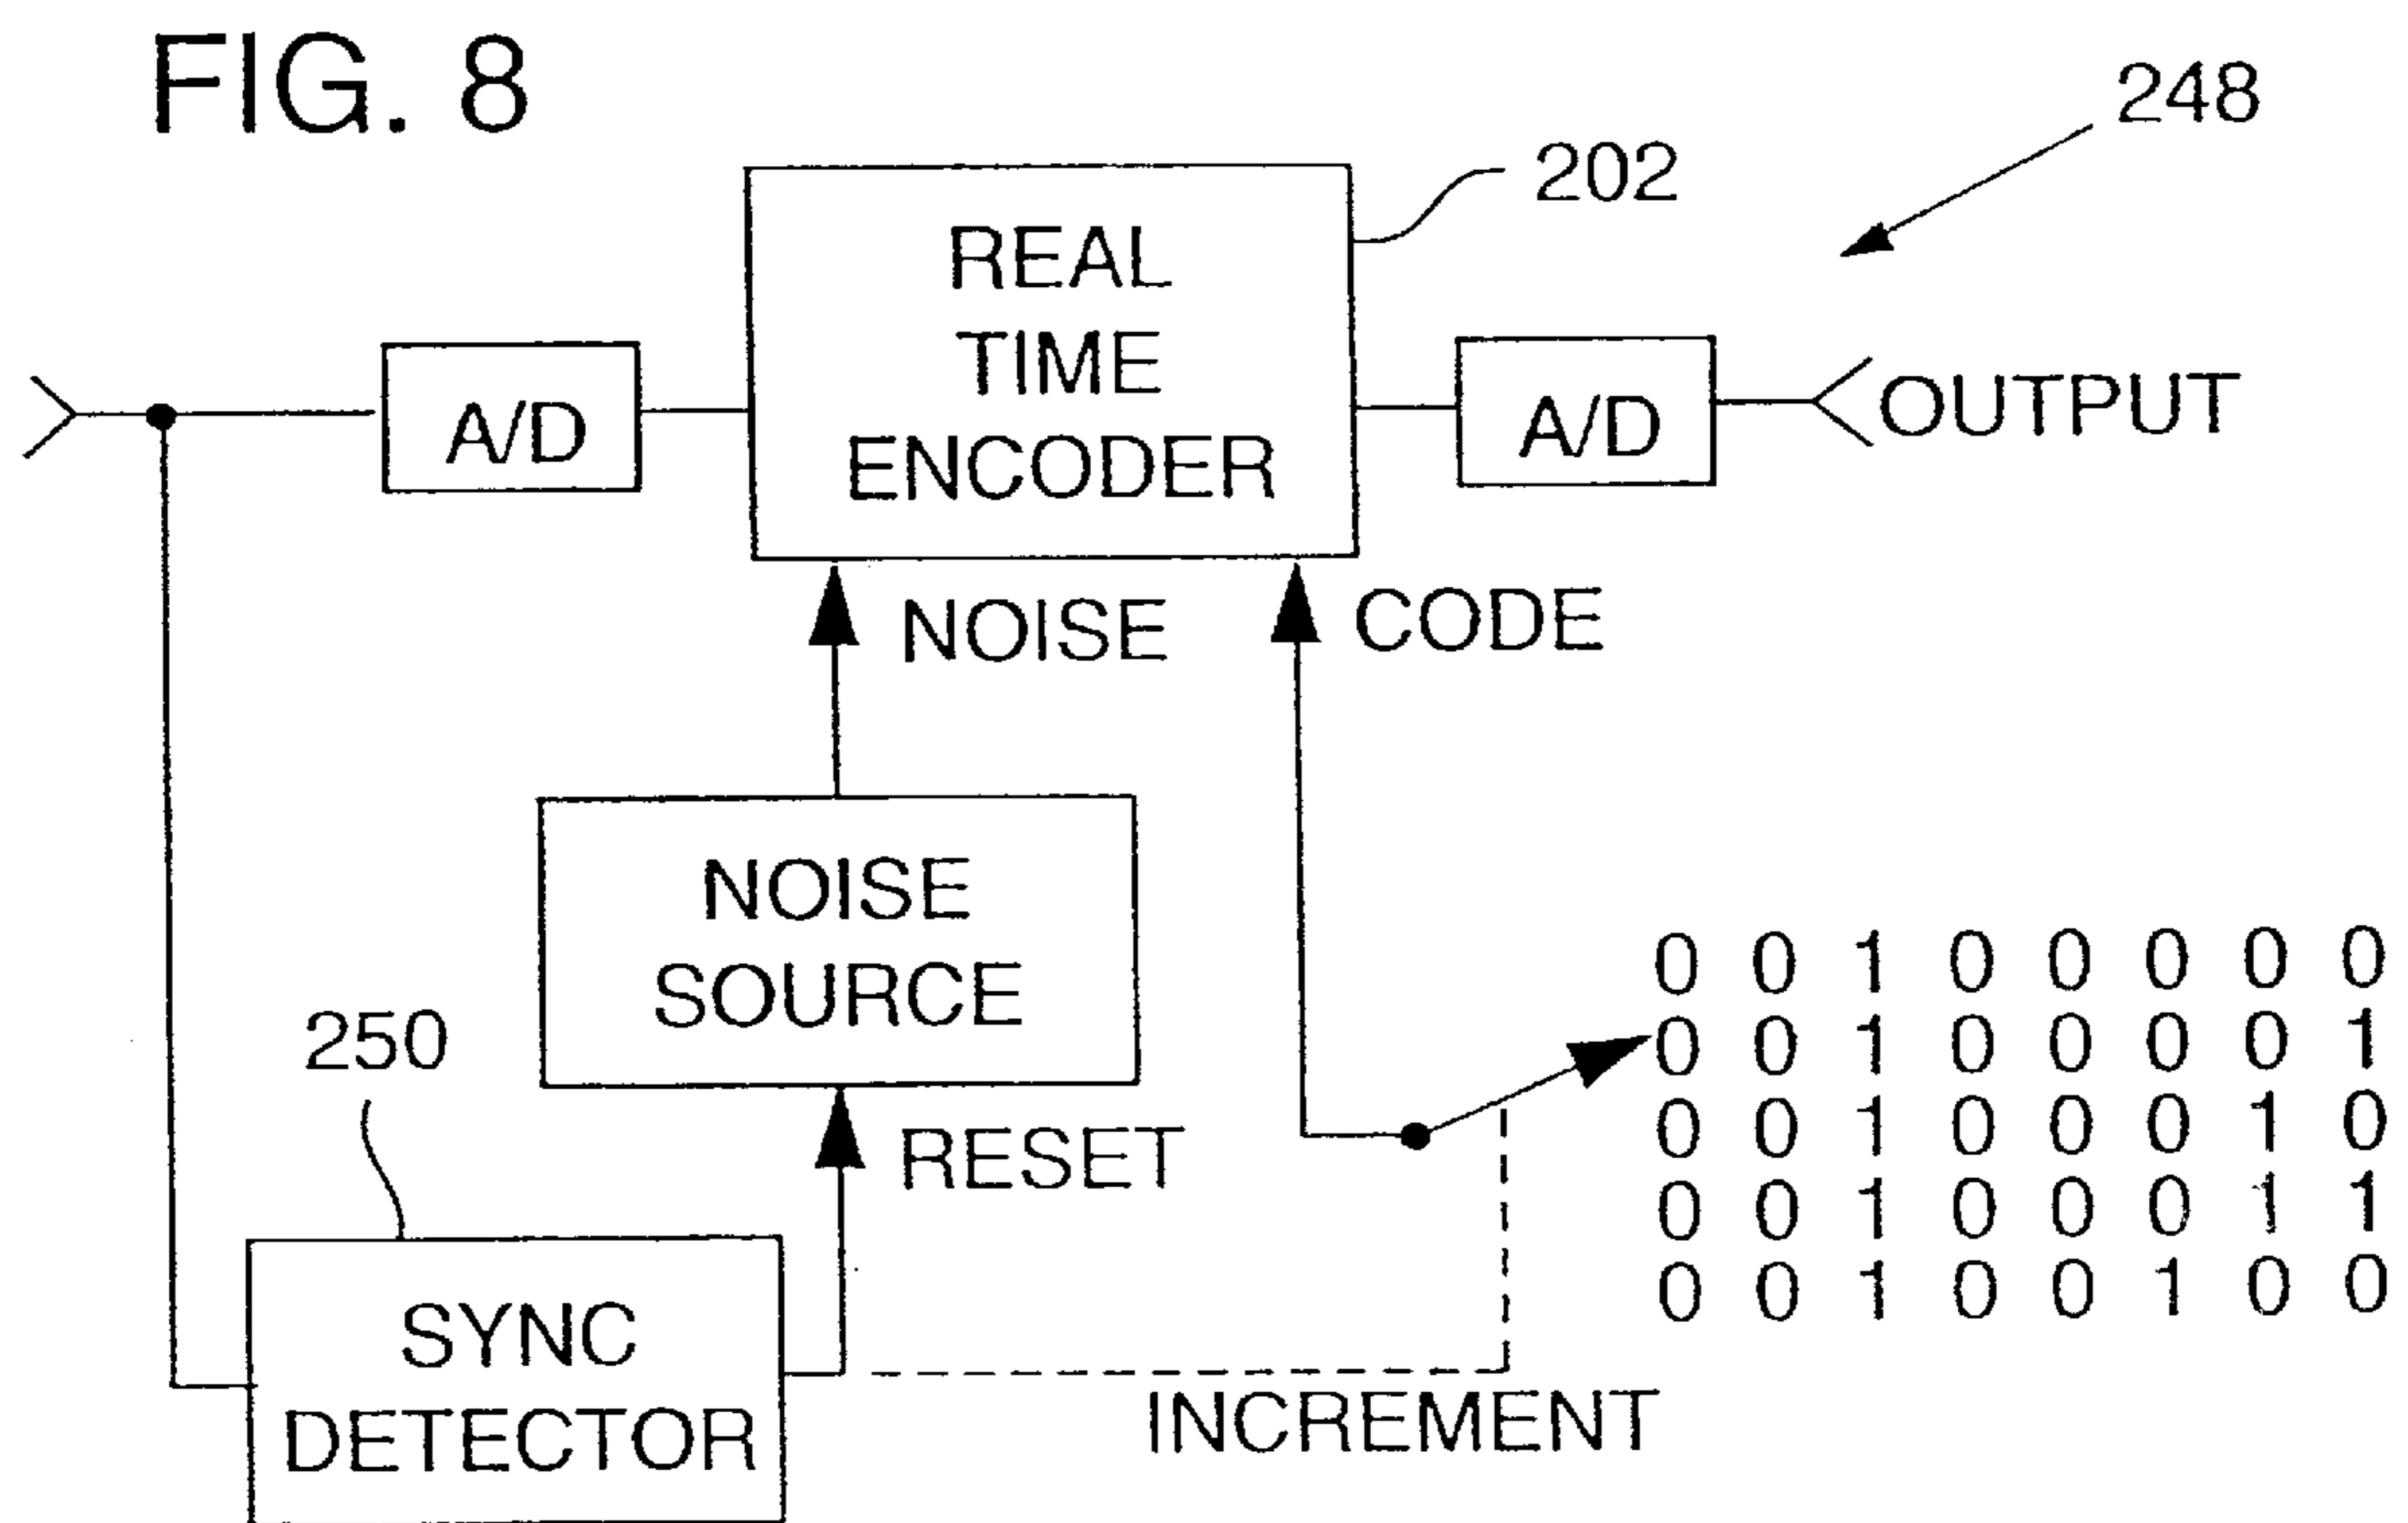 FIG. 8
248
202
REAL
TIME
ENCODER
A/D
A/D
OUTPUT
NOISE
CODE
NOISE
SOURCE
250
RESET
0 0 1 0 0 0 0 0
0 0 1 0 0 0 0 1
0 0 1 0 0 0 1 0
0 0 1 0 0 0 1 1
0 0 1 0 0 1 0 0
SYNC
DETECTOR
INCREMENT